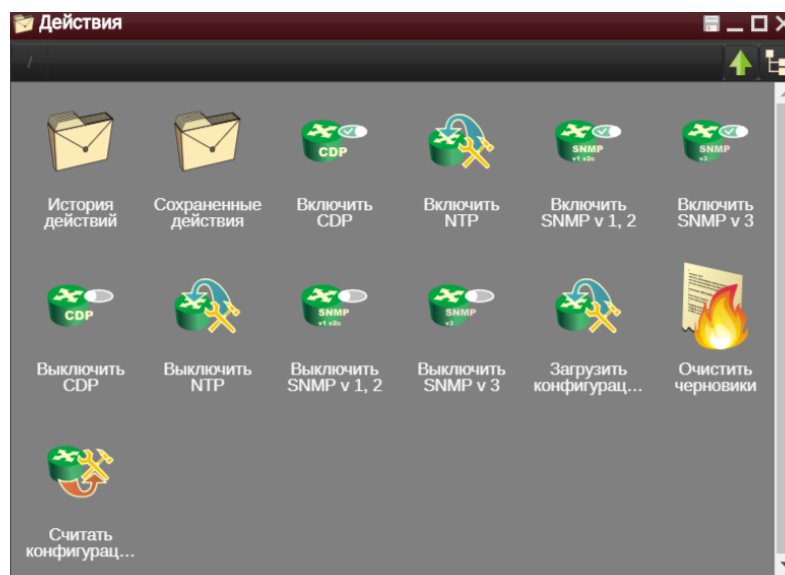 Действия
/
CDP
SNMP
v1 v2c
SNMP
v3
История
действий
Сохраненные
действия
Включить
CDP
Включить
NTP
Включить
SNMP v 1, 2
Включить
SNMP v 3
CDP
SNMP
v1 v2c
SNMP
v3
Выключить
CDP
Выключить
NTP
Выключить
SNMP v 1, 2
Выключить
SNMP v 3
Загрузить
конфигурац...
Очистить
черновики
Считать
конфигурац...